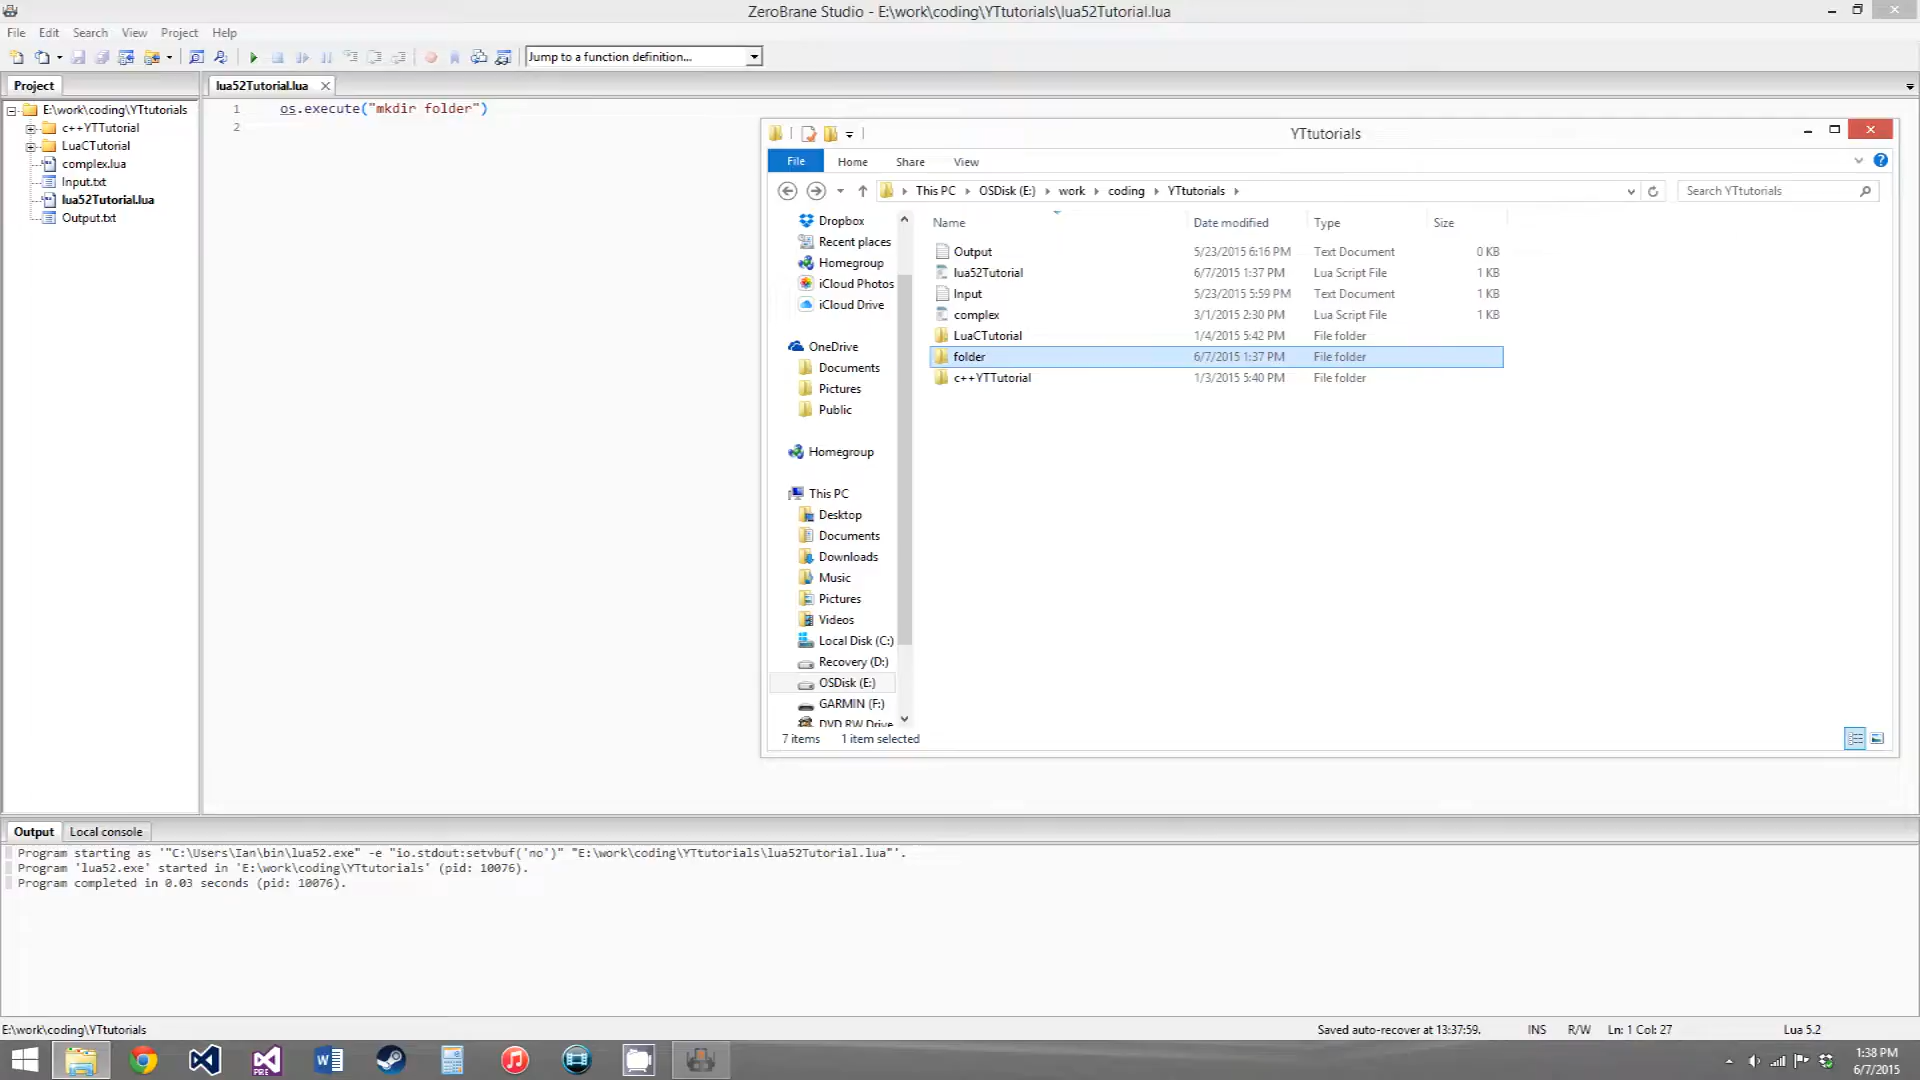 ZeroBrane Studio - E:\work\coding\YTtutorials\lua52Tutorial.lua
File Edit Search View Project Help
Jump to a function definition...
Project
lua52Tutorial.lua
E:\work\coding\YTtutorials
c++YTTutorial
LuaCTutorial
complex.lua
Input.txt
lua52Tutorial.lua
Output.txt
1 os.execute("mkdir folder")
2
YTtutorials
File Home Share View
This PC OSDisk (E:) work coding YTtutorials
Search YTtutorials
Dropbox
Recent places
Homegroup
iCloud Photos
iCloud Drive
OneDrive
Documents
Pictures
Public
Homegroup
This PC
Desktop
Documents
Downloads
Music
Pictures
Videos
Local Disk (C:)
Recovery (D:)
OSDisk (E:)
GARMIN (F:)
DVD RW Drive
Name Date modified Type Size
Output 5/23/2015 6:16 PM Text Document 0 KB
lua52Tutorial 6/7/2015 1:37 PM Lua Script File 1 KB
Input 5/23/2015 5:59 PM Text Document 1 KB
complex 3/1/2015 2:30 PM Lua Script File 1 KB
LuaCTutorial 1/4/2015 5:42 PM File folder
folder 6/7/2015 1:37 PM File folder
c++YTTutorial 1/3/2015 5:40 PM File folder
7 items 1 item selected
Output Local console
Program starting as '"C:\Users\Ian\bin\lua52.exe" -e "io.stdout:setvbuf('no')" "E:\work\coding\YTtutorials\lua52Tutorial.lua"'.
Program 'lua52.exe' started in 'E:\work\coding\YTtutorials' (pid: 10076).
Program completed in 0.03 seconds (pid: 10076).
E:\work\coding\YTtutorials
Saved auto-recover at 13:37:59. INS R/W Ln: 1 Col: 27 Lua 5.2
PRE
1:38 PM
6/7/2015